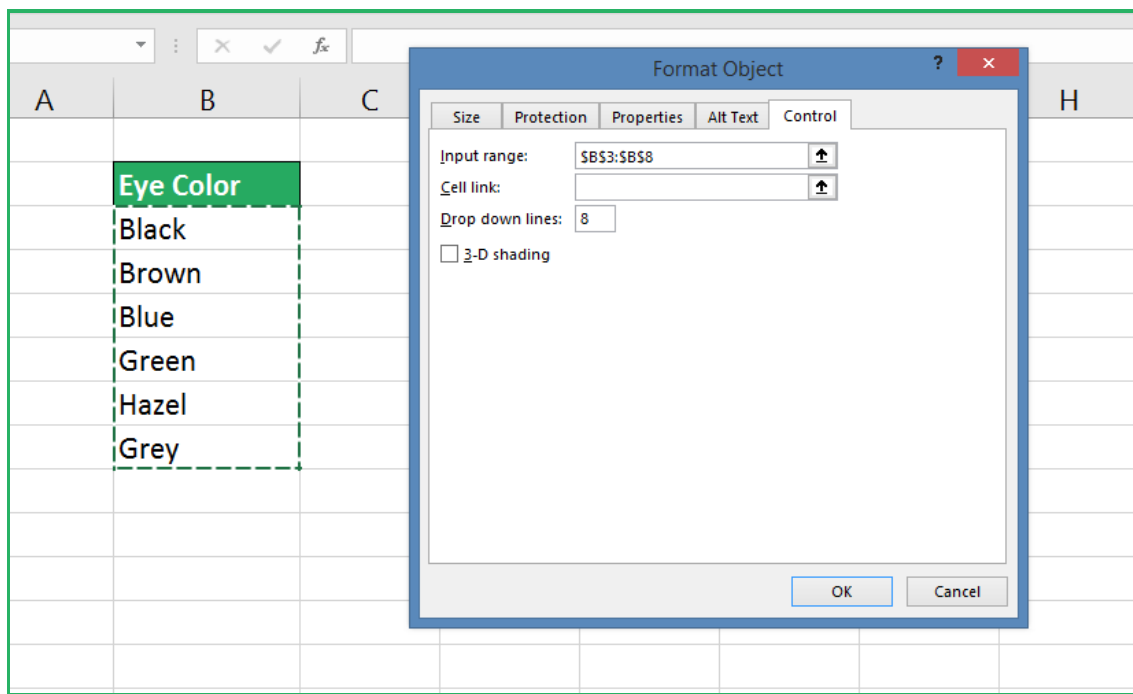 fx
Format Object
?
A
B
C
H
Size
Protection
Properties
Alt Text
Control
Input range:
$B$3:$B$8
Cell link:
Drop down lines:
8
3-D shading
Eye Color
Black
Brown
Blue
Green
Hazel
Grey
OK
Cancel